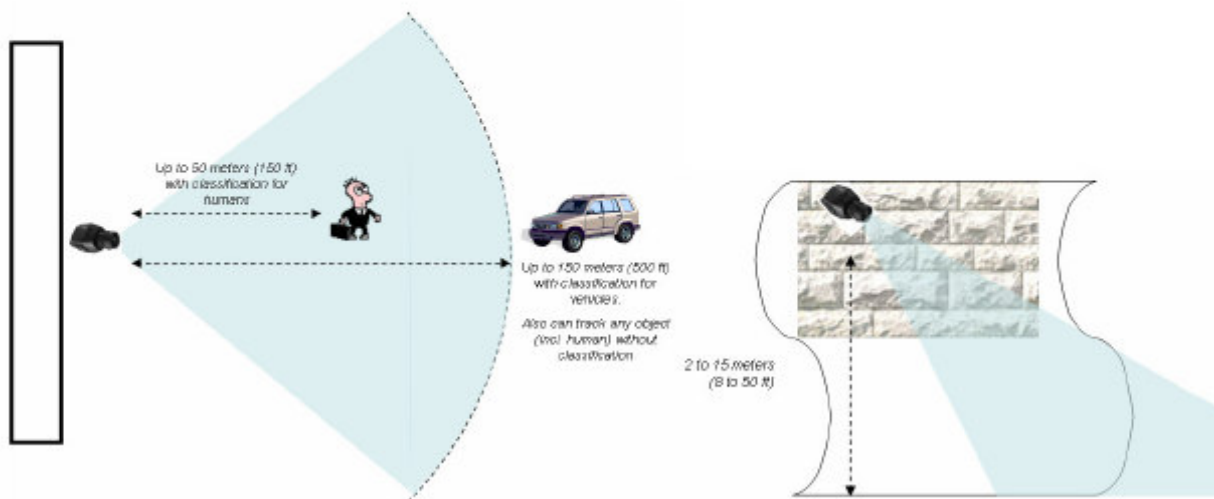 Up to 50 meters (150 ft)
with classification for
humans
Up to 150 meters (500 ft)
with classification for
vehicles.
Also can track any object
(incl. human) without
classification
2 to 15 meters
(8 to 50 ft)